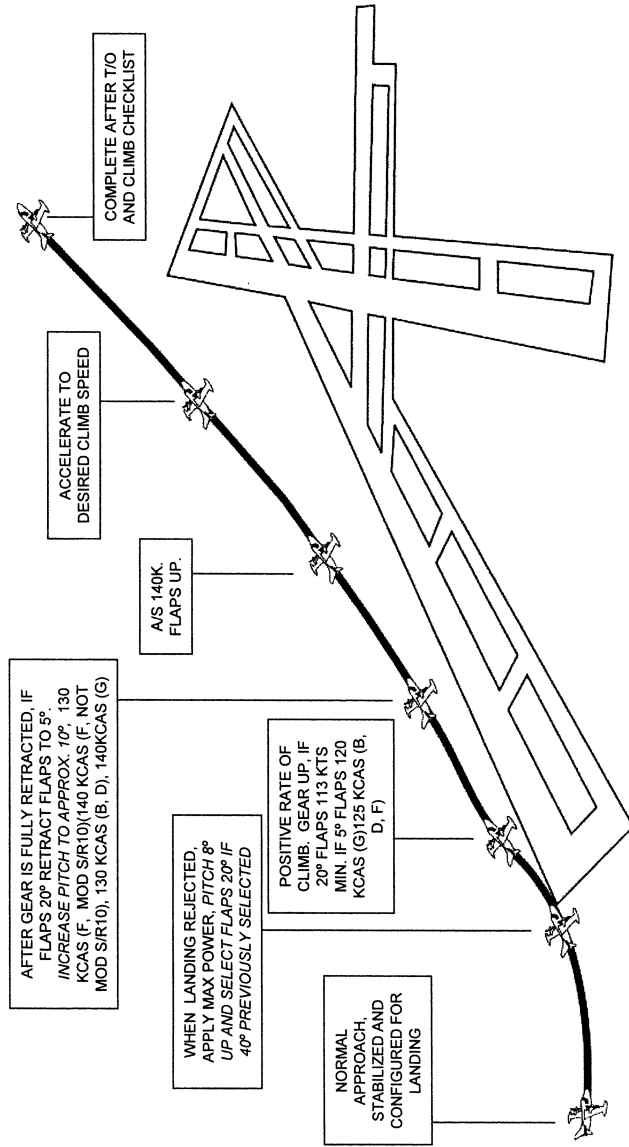 NORMAL
APPROACH,
STABILIZED AND
CONFIGURED FOR
LANDING
WHEN LANDING REJECTED,
APPLY MAX POWER, PITCH 8º
UP AND SELECT FLAPS 20º IF
40º PREVIOUSLY SELECTED
POSITIVE RATE OF
CLIMB. GEAR UP, IF
20º FLAPS 113 KTS
MIN. IF 5º FLAPS 120
KCAS (G)125 KCAS (B,
D, F)
AFTER GEAR IS FULLY RETRACTED, IF
FLAPS 20º RETRACT FLAPS TO 5º.
INCREASE PITCH TO APPROX. 10º, 130
KCAS (F, MOD S/R10)(140 KCAS (F, NOT
MOD S/R10), 130 KCAS (B, D), 140KCAS (G)
A/S 140K.
FLAPS UP.
ACCELERATE TO
DESIRED CLIMB SPEED
COMPLETE AFTER T/O
AND CLIMB CHECKLIST